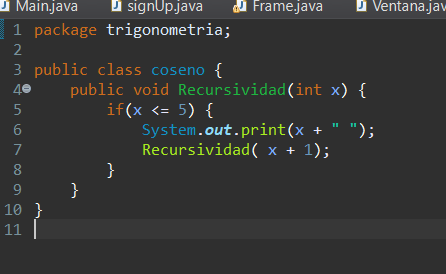 Main.java signUp.java Frame.java Ventana.jav
1 package trigonometria;
2
3 public class coseno {
4 public void Recursividad(int x) {
5 if(x <= 5) {
6 System.out.print(x + " ");
7 Recursividad( x + 1);
8 }
9 }
10 }
11